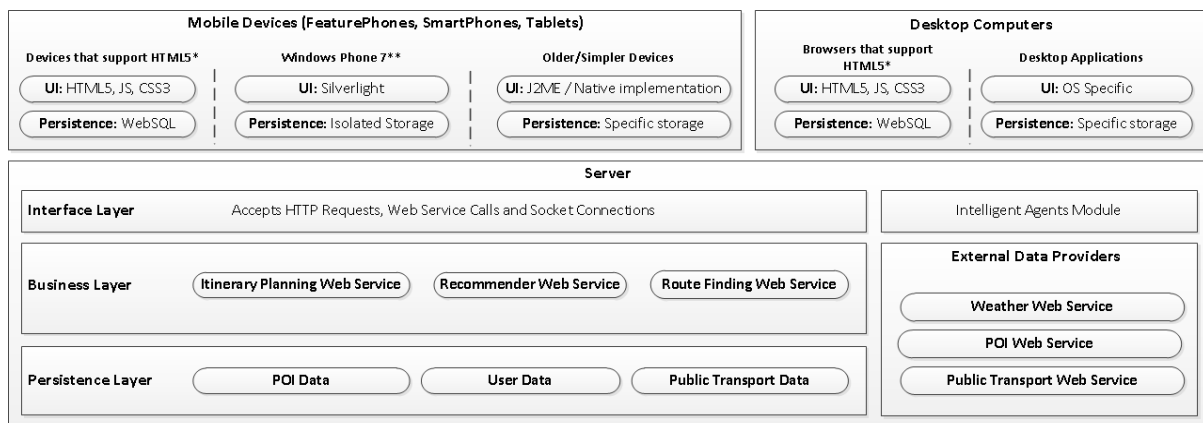 Mobile Devices (FeaturePhones, SmartPhones, Tablets)
Devices that support HTML5*
UI: HTML5, JS, CSS3
Persistence: WebSQL
Windows Phone 7**
UI: Silverlight
Persistence: Isolated Storage
Older/Simpler Devices
UI: J2ME / Native implementation
Persistence: Specific storage
Desktop Computers
Browsers that support
HTML5*
UI: HTML5, JS, CSS3
Persistence: WebSQL
Desktop Applications
UI: OS Specific
Persistence: Specific storage
Server
Interface Layer
Accepts HTTP Requests, Web Service Calls and Socket Connections
Intelligent Agents Module
Business Layer
Itinerary Planning Web Service
Recommender Web Service
Route Finding Web Service
External Data Providers
Weather Web Service
POI Web Service
Public Transport Web Service
Persistence Layer
POI Data
User Data
Public Transport Data